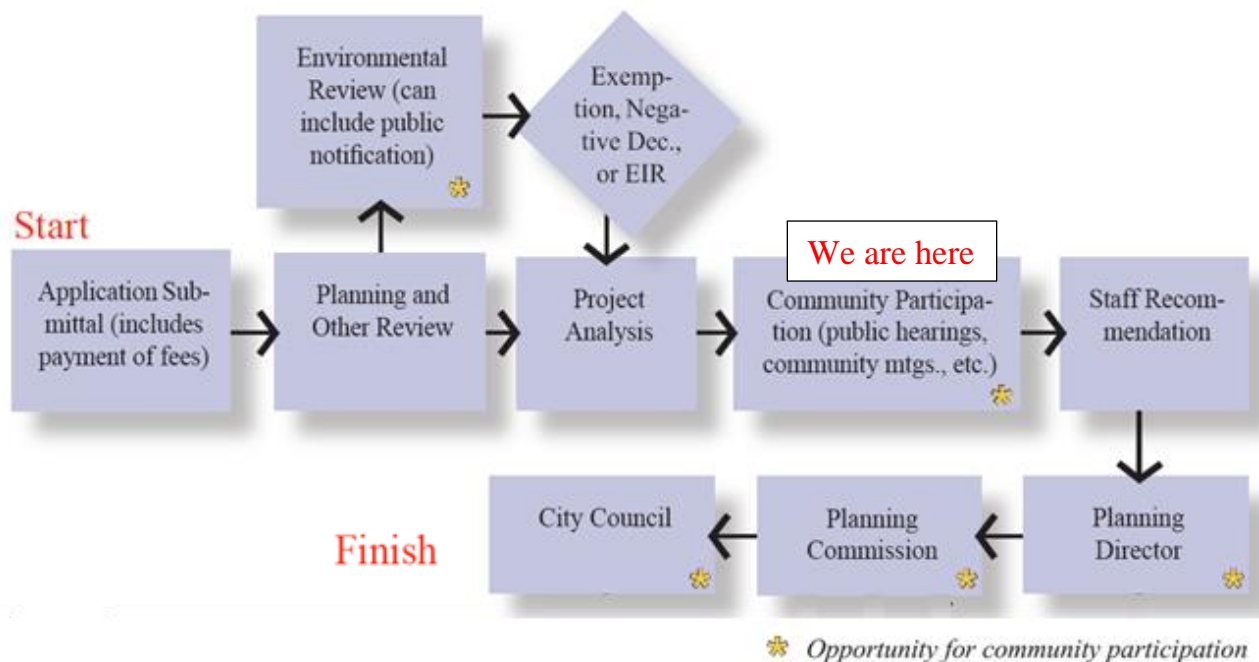 Environmental
Review (can
include public
notification)
Exemp-
tion, Nega-
tive Dec.,
or EIR
Start
Application Sub-
mittal (includes
payment of fees)
Planning and
Other Review
Project
Analysis
We are here
Community Participa-
tion (public hearings,
community mtgs., etc.)
Staff Recom-
mendation
Finish
City Council
Planning
Commission
Planning
Director
Opportunity for community participation